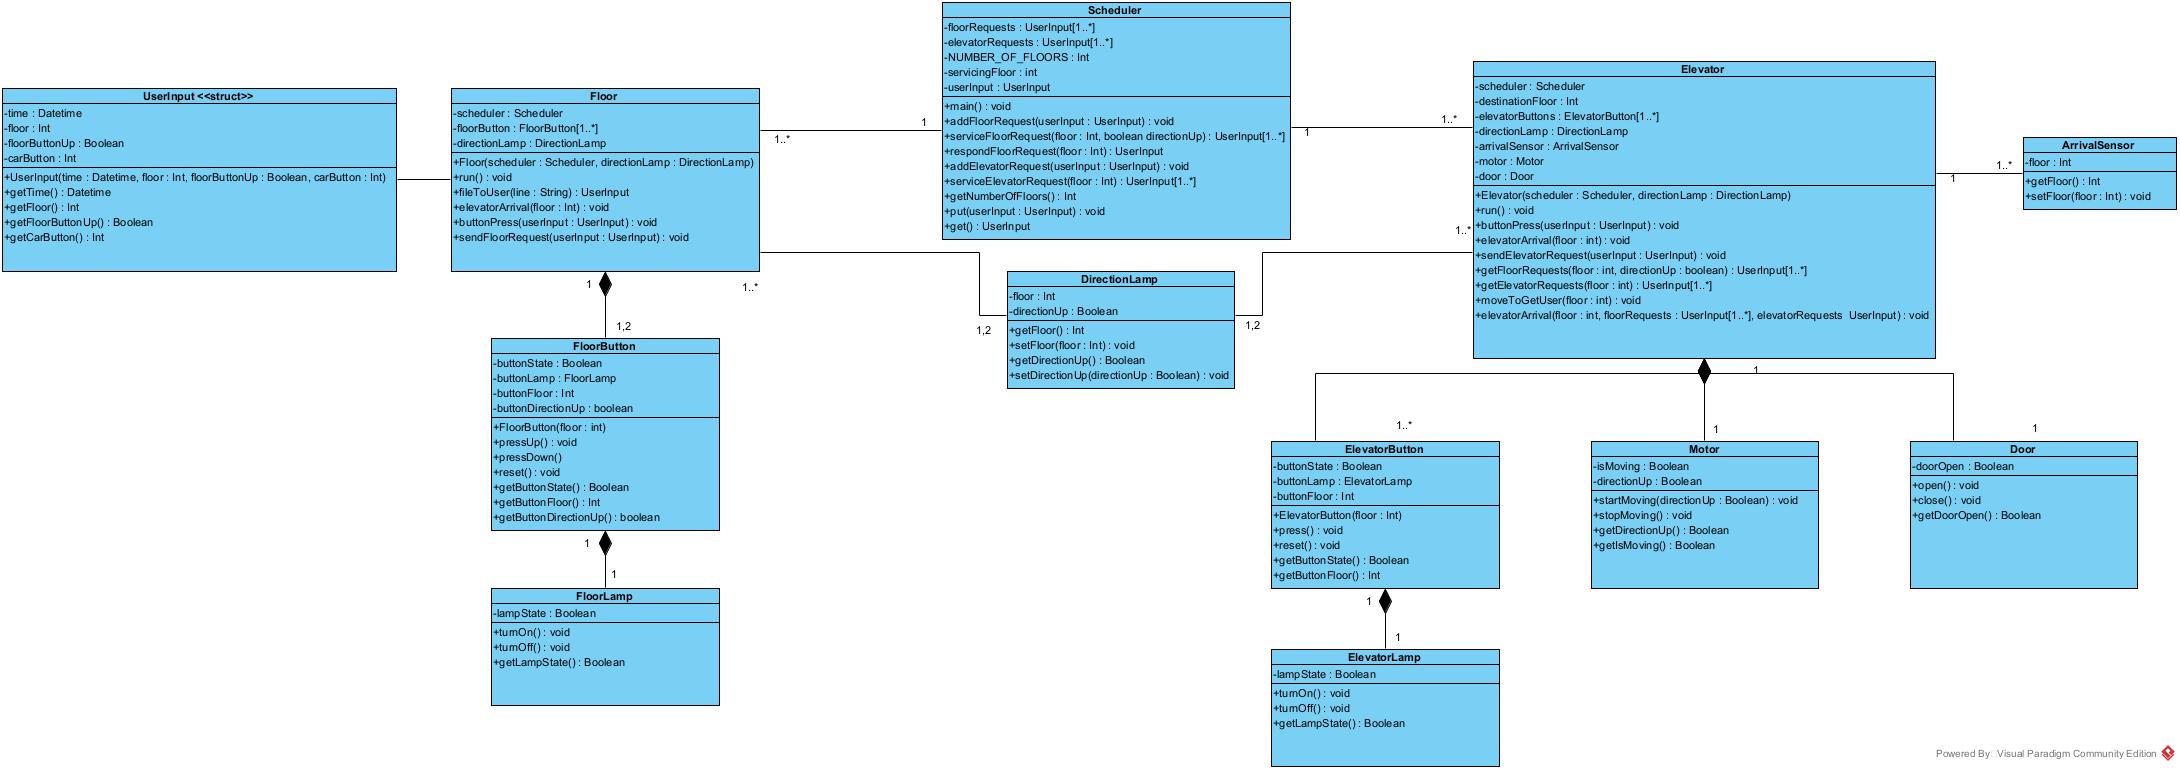 Scheduler
-floorRequests : UserInput[1..*]
-elevatorRequests : UserInput[1..*]
-NUMBER_OF_FLOORS : Int
-servicingFloor : int
-userInput : UserInput
+main() : void
+addFloorRequest(userInput : UserInput) : void
+serviceFloorRequest(floor : Int, boolean directionUp) : UserInput[1..*]
+respondFloorRequest(floor : Int) : UserInput
+addElevatorRequest(userInput : UserInput) : void
+serviceElevatorRequest(floor : Int) : UserInput[1..*]
+getNumberOfFloors() : Int
+put(userInput : UserInput) : void
+get() : UserInput
UserInput <<struct>>
-time : Datetime
-floor : Int
-floorButtonUp : Boolean
-carButton : Int
+UserInput(time : Datetime, floor : Int, floorButtonUp : Boolean, carButton : Int)
+getTime() : Datetime
+getFloor() : Int
+getFloorButtonUp() : Boolean
+getCarButton() : Int
Floor
-scheduler : Scheduler
-floorButton : FloorButton[1..*]
-directionLamp : DirectionLamp
+Floor(scheduler : Scheduler, directionLamp : DirectionLamp)
+run() : void
+fileToUser(line : String) : UserInput
+elevatorArrival(floor : Int) : void
+buttonPress(userInput : UserInput) : void
+sendFloorRequest(userInput : UserInput) : void
1..*
1
1
1..*
Elevator
-scheduler : Scheduler
-destinationFloor : Int
-elevatorButtons : ElevatorButton[1..*]
-directionLamp : DirectionLamp
-arrivalSensor : ArrivalSensor
-motor : Motor
-door : Door
+Elevator(scheduler : Scheduler, directionLamp : DirectionLamp)
+run() : void
+buttonPress(userInput : UserInput) : void
+elevatorArrival(floor : int) : void
+sendElevatorRequest(userInput : UserInput) : void
+getFloorRequests(floor : int, directionUp : boolean) : UserInput[1..*]
+getElevatorRequests(floor : int) : UserInput[1..*]
+moveToGetUser(floor : int) : void
+elevatorArrival(floor : int, floorRequests : UserInput[1..*], elevatorRequests  UserInput) : void
1
1..*
ArrivalSensor
-floor : Int
+getFloor() : Int
+setFloor(floor : Int) : void
1..*
1,2
DirectionLamp
-floor : Int
-directionUp : Boolean
+getFloor() : Int
+setFloor(floor : Int) : void
+getDirectionUp() : Boolean
+setDirectionUp(directionUp : Boolean) : void
1,2
1..*
1
1,2
FloorButton
-buttonState : Boolean
-buttonLamp : FloorLamp
-buttonFloor : Int
-buttonDirectionUp : boolean
+FloorButton(floor : int)
+pressUp() : void
+pressDown()
+reset() : void
+getButtonState() : Boolean
+getButtonFloor() : Int
+getButtonDirectionUp() : boolean
1
1
FloorLamp
-lampState : Boolean
+turnOn() : void
+turnOff() : void
+getLampState() : Boolean
1
1..*
ElevatorButton
-buttonState : Boolean
-buttonLamp : ElevatorLamp
-buttonFloor : Int
+ElevatorButton(floor : Int)
+press() : void
+reset() : void
+getButtonState() : Boolean
+getButtonFloor() : Int
1
Motor
-isMoving : Boolean
-directionUp : Boolean
+startMoving(directionUp : Boolean) : void
+stopMoving() : void
+getDirectionUp() : Boolean
+getIsMoving() : Boolean
1
Door
-doorOpen : Boolean
+open() : void
+close() : void
+getDoorOpen() : Boolean
1
1
ElevatorLamp
-lampState : Boolean
+turnOn() : void
+turnOff() : void
+getLampState() : Boolean
Powered By Visual Paradigm Community Edition